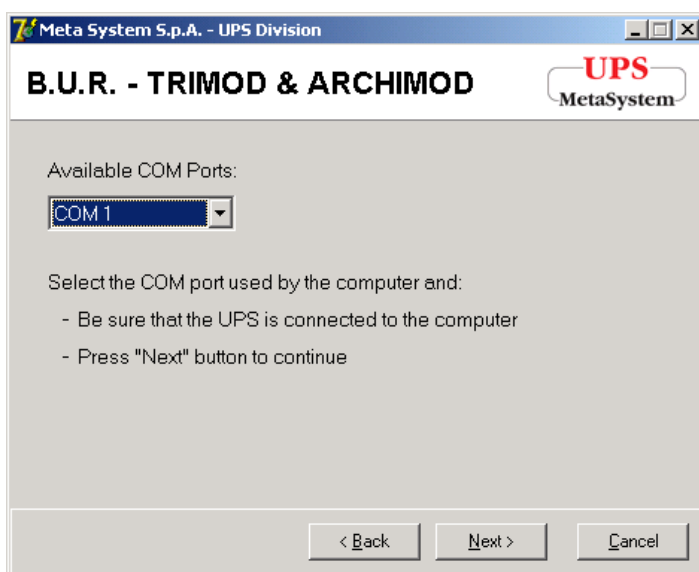 Meta System S.p.A. - UPS Division
B.U.R. - TRIMOD & ARCHIMOD
UPS
MetaSystem
Available COM Ports:
COM 1
Select the COM port used by the computer and:
- Be sure that the UPS is connected to the computer
- Press "Next" button to continue
< Back
Next >
Cancel